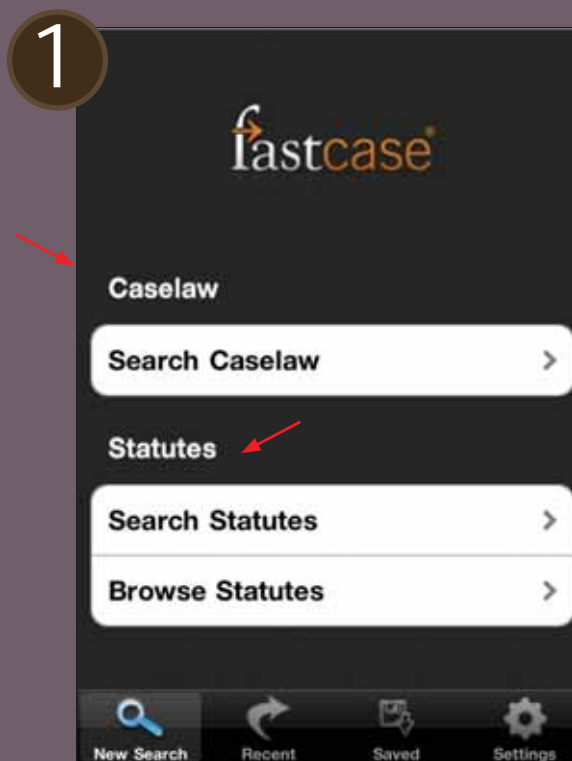 1
fastcase®
Caselaw
Search Caselaw
Statutes
Search Statutes
Browse Statutes
New Search Recent Saved Settings